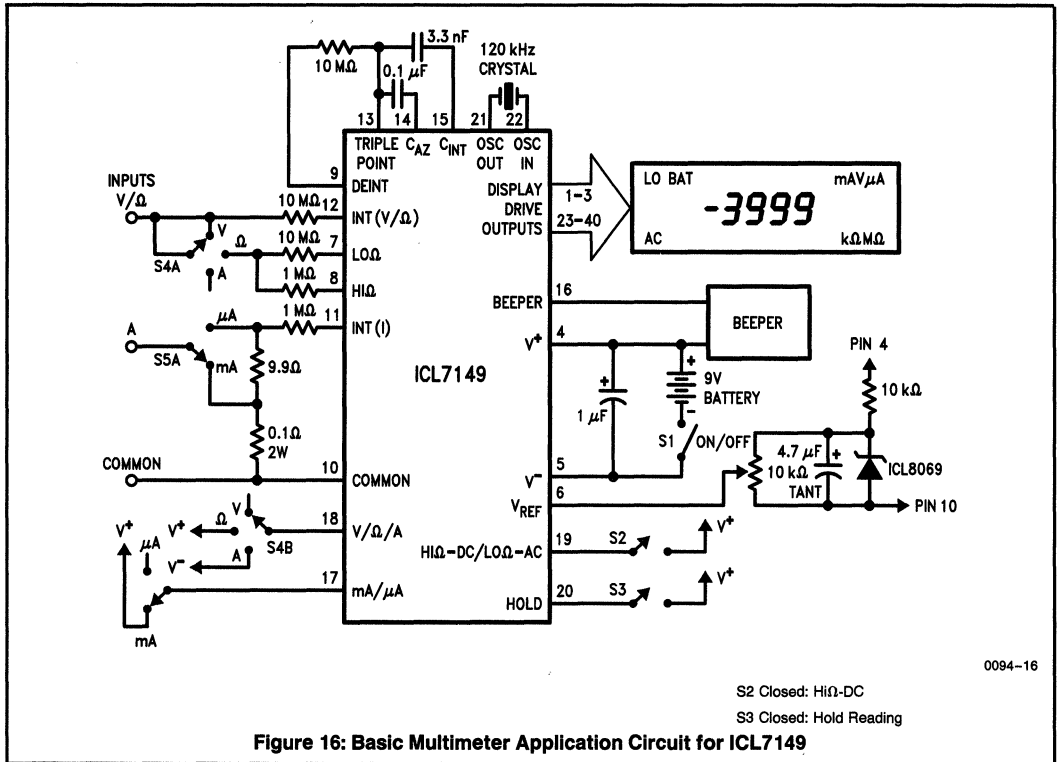 3.3 nF
10 MΩ
0.1 μF
120 kHz
CRYSTAL
13 14 15 21 22
TRIPLE POINT
C_AZ
C_INT
OSC OUT
OSC IN
INPUTS
V/Ω
9 DEINT
10 MΩ
12 INT (V/Ω)
V
Ω
10 MΩ
7 LOΩ
S4A
A
1 MΩ
8 HIΩ
μA
1 MΩ
11 INT (I)
A
S5A
mA
9.9Ω
0.1Ω
2W
COMMON
10 COMMON
V
V⁺ Ω
18 V/Ω/A
S4B
V⁻ A
V⁺
μA
17 mA/μA
mA
ICL7149
DISPLAY
DRIVE
OUTPUTS
1–3
23–40
LO BAT mAVμA
-3999
AC kΩMΩ
BEEPER 16
BEEPER
V⁺ 4
+
1 μF
+
9V
BATTERY
-
S1 ON/OFF
V⁻ 5
V_REF 6
PIN 4
10 kΩ
4.7 μF +
10 kΩ
TANT
ICL8069
PIN 10
HIΩ-DC/LOΩ-AC 19
S2
V⁺
HOLD 20
S3
V⁺
0094–16
S2 Closed: HiΩ-DC
S3 Closed: Hold Reading
Figure 16: Basic Multimeter Application Circuit for ICL7149